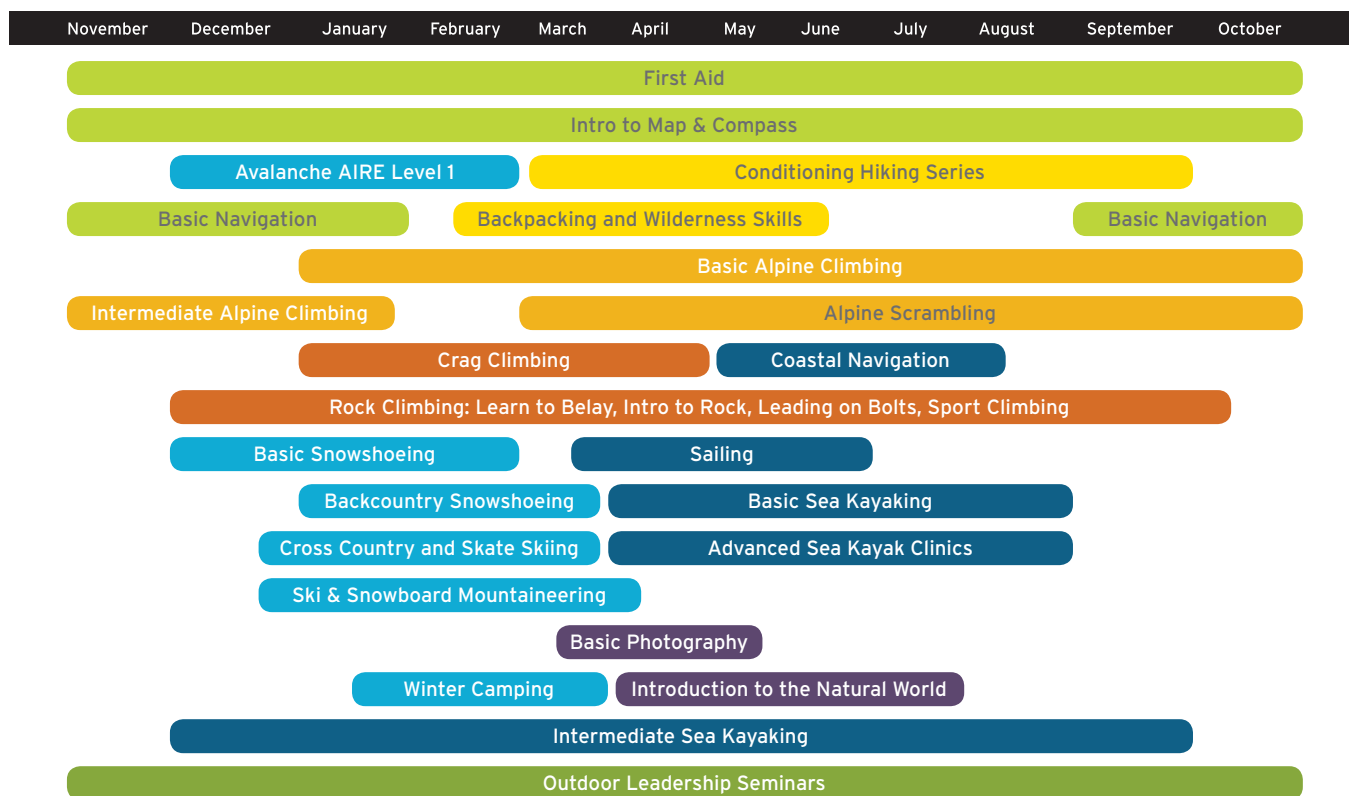 November December January February March April May June July August September October
First Aid
Intro to Map & Compass
Avalanche AIRE Level 1 Conditioning Hiking Series
Basic Navigation Backpacking and Wilderness Skills Basic Navigation
Basic Alpine Climbing
Intermediate Alpine Climbing Alpine Scrambling
Crag Climbing Coastal Navigation
Rock Climbing: Learn to Belay, Intro to Rock, Leading on Bolts, Sport Climbing
Basic Snowshoeing Sailing
Backcountry Snowshoeing Basic Sea Kayaking
Cross Country and Skate Skiing Advanced Sea Kayak Clinics
Ski & Snowboard Mountaineering
Basic Photography
Winter Camping Introduction to the Natural World
Intermediate Sea Kayaking
Outdoor Leadership Seminars